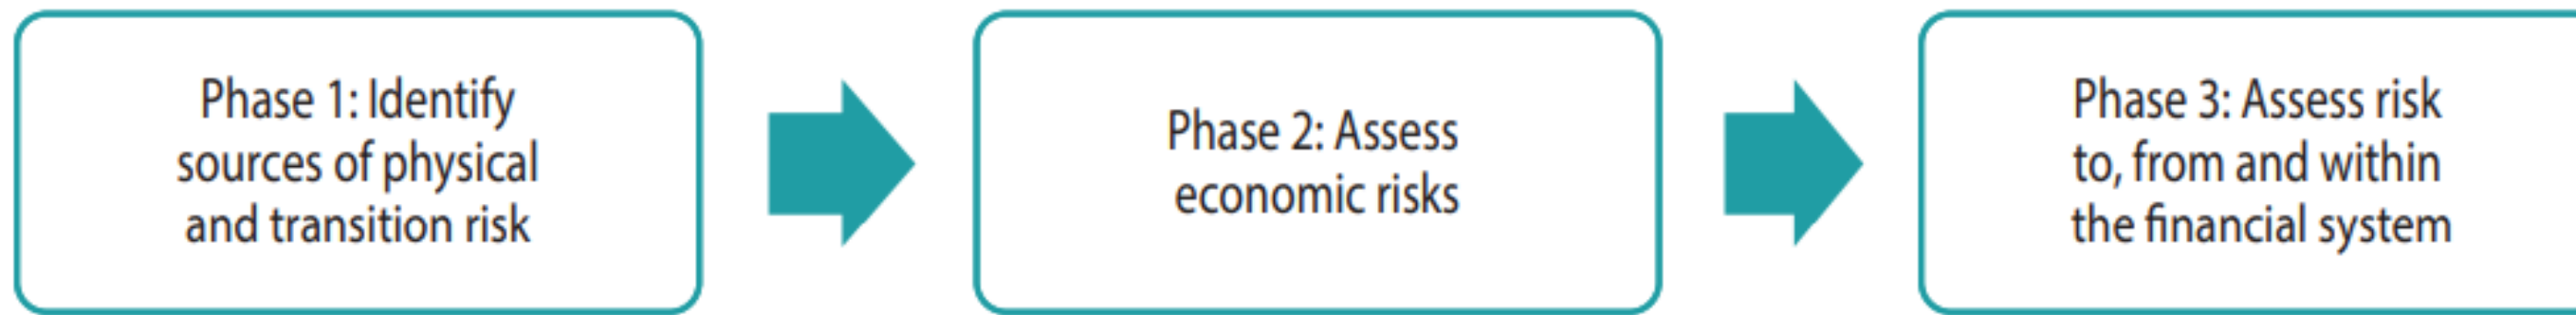 Phase 1: Identify
sources of physical
and transition risk
Phase 2: Assess
economic risks
Phase 3: Assess risk
to, from and within
the financial system